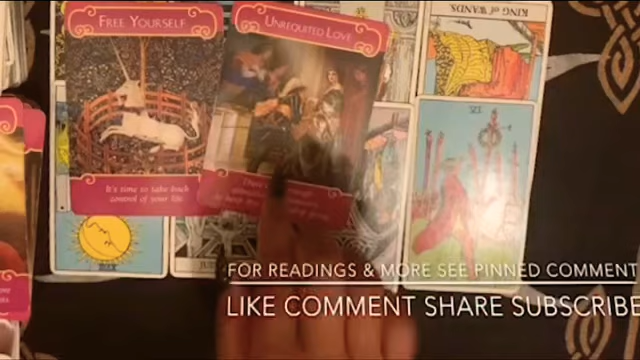 FREE YOURSELF
It's time to take back
control of your life
UNREQUITED LOVE
KING of WANDS
VI
FOR READINGS & MORE SEE PINNED COMMENT
LIKE COMMENT SHARE SUBSCRIBE